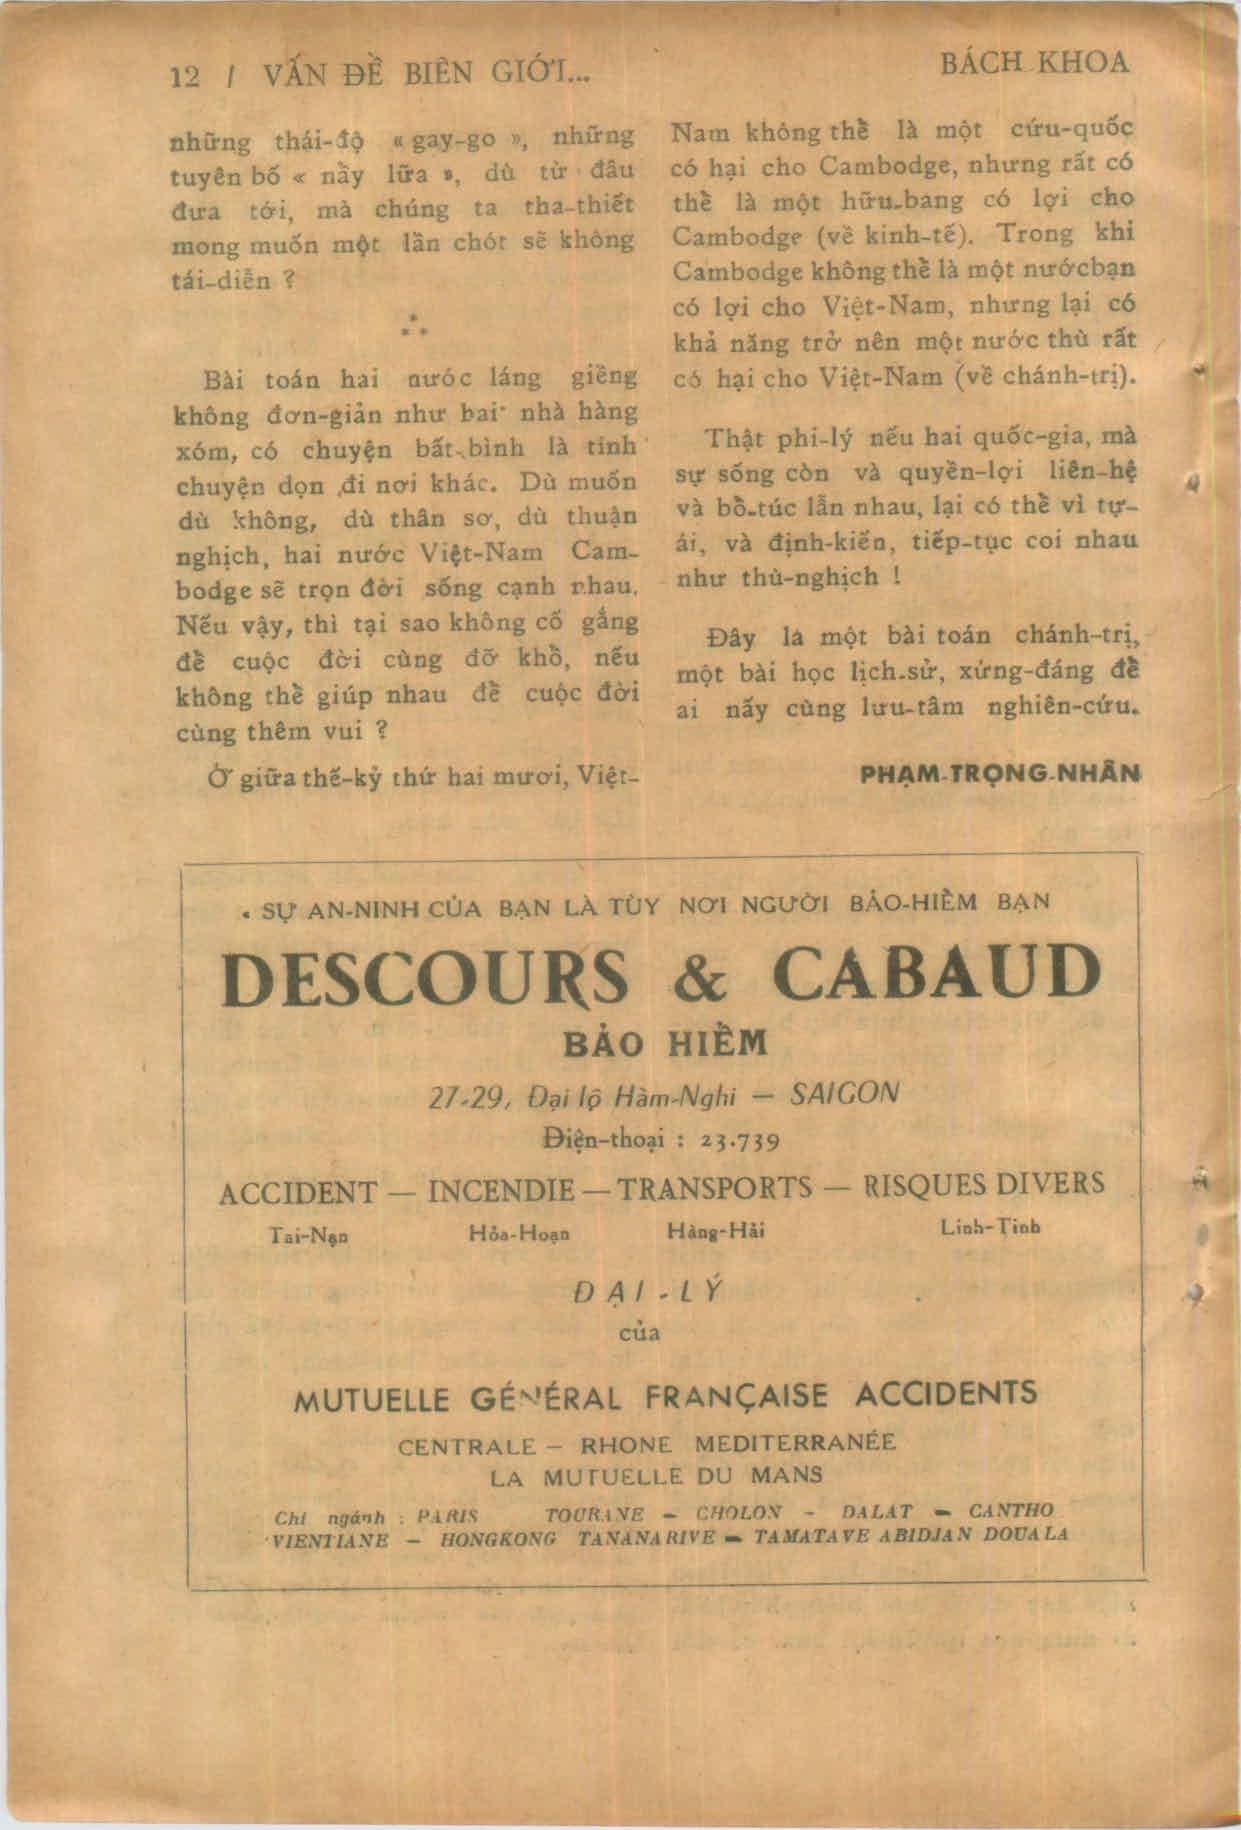 12 / VẤN ĐỀ BIÊN GIỚI...
BÁCH KHOA
những thái-độ « gay-go », những
tuyên bố « nẩy lữa », dù từ đâu
đưa tới, mà chúng ta tha-thiết
mong muốn một lần chót sẽ không
tái-diễn ?
***
Bài toán hai nước láng giềng
không đơn-giản như hai nhà hàng
xóm, có chuyện bất-bình là tính
chuyện dọn đi nơi khác. Dù muốn
dù không, dù thân sơ, dù thuận
nghịch, hai nước Việt-Nam Cam-
bodge sẽ trọn đời sống cạnh nhau.
Nếu vậy, thì tại sao không cố gắng
để cuộc đời cùng đỡ khổ, nếu
không thể giúp nhau để cuộc đời
cùng thêm vui ?
Ở giữa thế-kỷ thứ hai mươi, Việt-
Nam không thể là một cứu-quốc
có hại cho Cambodge, nhưng rất có
thể là một hữu-bang có lợi cho
Cambodge (về kinh-tế). Trong khi
Cambodge không thể là một nướcbạn
có lợi cho Việt-Nam, nhưng lại có
khả năng trở nên một nước thù rất
có hại cho Việt-Nam (về chánh-trị).
Thật phi-lý nếu hai quốc-gia, mà
sự sống còn và quyền-lợi liên-hệ
và bổ-túc lẫn nhau, lại có thể vì tự-
ái, và định-kiến, tiếp-tục coi nhau
như thù-nghịch !
Đây là một bài toán chánh-trị,
một bài học lịch-sử, xứng-đáng để
ai nấy cùng lưu-tâm nghiên-cứu.
PHẠM-TRỌNG-NHÂN
« SỰ AN-NINH CỦA BẠN LÀ TÙY NƠI NGƯỜI BẢO-HIỂM BẠN
DESCOURS & CABAUD
BẢO HIỂM
27-29, Đại lộ Hàm-Nghi — SAIGON
Điện-thoại : 23.739
ACCIDENT — INCENDIE — TRANSPORTS — RISQUES DIVERS
Tai-Nạn Hỏa-Hoạn Hàng-Hải Linh-Tinh
ĐẠI-LÝ
của
MUTUELLE GÉNÉRAL FRANÇAISE ACCIDENTS
CENTRALE — RHONE MEDITERRANÉE
LA MUTUELLE DU MANS
Chi ngánh : PARIS TOURANE — CHOLON - DALAT — CANTHO
VIENTIANE — HONGKONG TANANARIVE — TAMATAVE ABIDJAN DOUALA